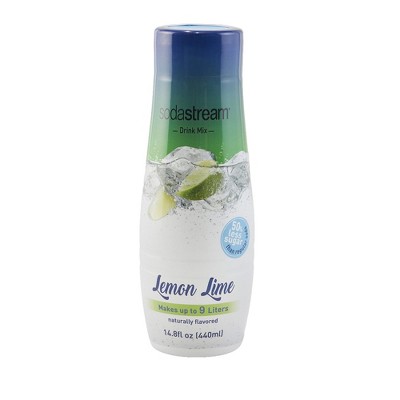 sodastream
— Drink Mix —
50%
less
sugar
Lemon Lime
Makes up to 9 Liters
naturally flavored
14.8fl oz (440ml)